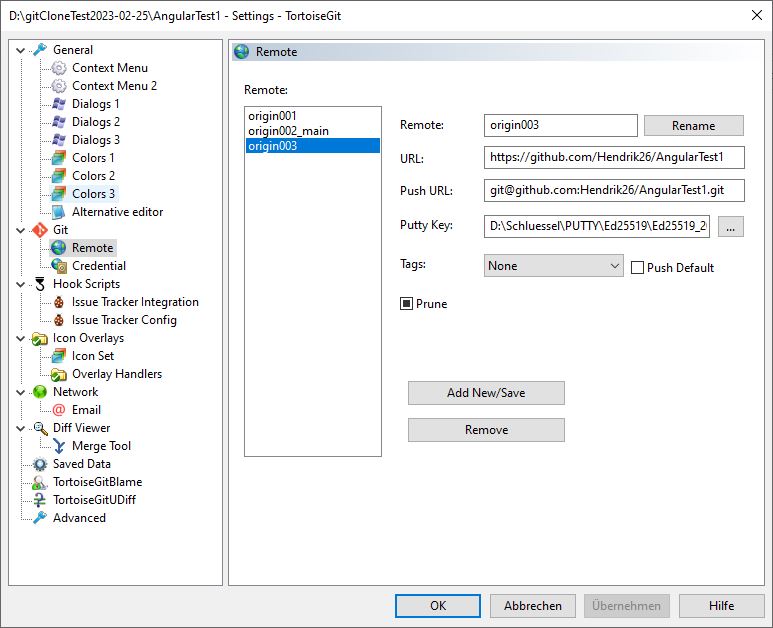 D:\gitCloneTest2023-02-25\AngularTest1 - Settings - TortoiseGit
General
Context Menu
Context Menu 2
Dialogs 1
Dialogs 2
Dialogs 3
Colors 1
Colors 2
Colors 3
Alternative editor
Git
Remote
Credential
Hook Scripts
Issue Tracker Integration
Issue Tracker Config
Icon Overlays
Icon Set
Overlay Handlers
Network
Email
Diff Viewer
Merge Tool
Saved Data
TortoiseGitBlame
TortoiseGitUDiff
Advanced
Remote
Remote:
origin001
origin002_main
origin003
Remote: origin003 Rename
URL: https://github.com/Hendrik26/AngularTest1
Push URL: git@github.com:Hendrik26/AngularTest1.git
Putty Key: D:\Schluessel\PUTTY\Ed25519\Ed25519_2 ...
Tags: None Push Default
Prune
Add New/Save
Remove
OK Abbrechen Übernehmen Hilfe